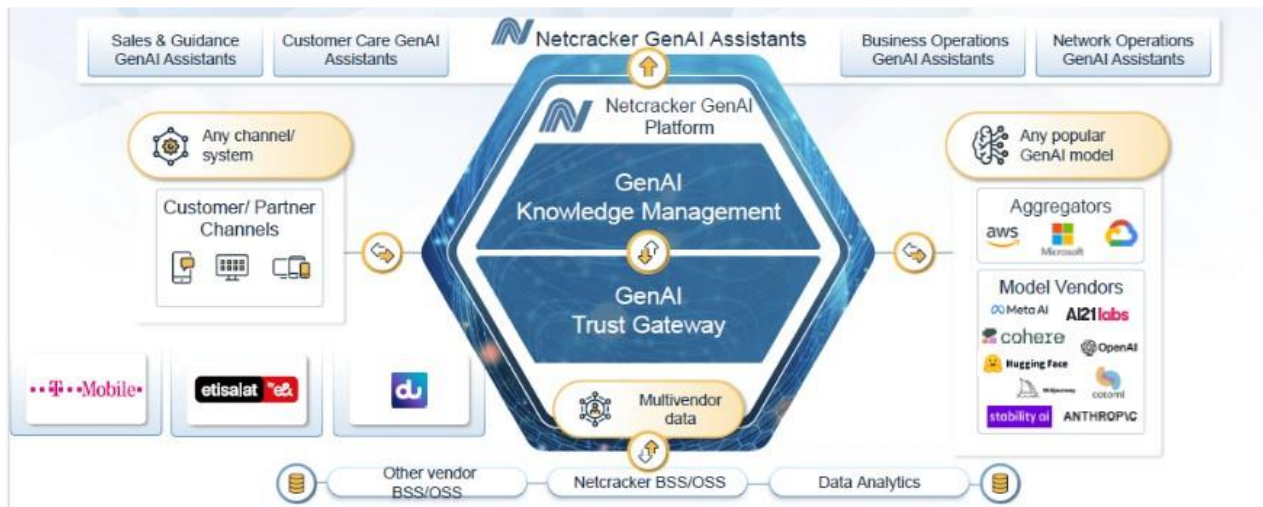 Sales & Guidance
GenAI Assistants
Customer Care GenAI
Assistants
Netcracker GenAI Assistants
Business Operations
GenAI Assistants
Network Operations
GenAI Assistants
Netcracker GenAI
Platform
Any channel/
system
Any popular
GenAI model
GenAI
Knowledge Management
Customer/ Partner
Channels
Aggregators
aws
Microsoft
GenAI
Trust Gateway
Model Vendors
Meta AI
AI21labs
cohere
OpenAI
Hugging Face
Midjourney
cotomi
stability ai
ANTHROP\C
T Mobile
etisalat by e&
du
Multivendor
data
Other vendor
BSS/OSS
Netcracker BSS/OSS
Data Analytics